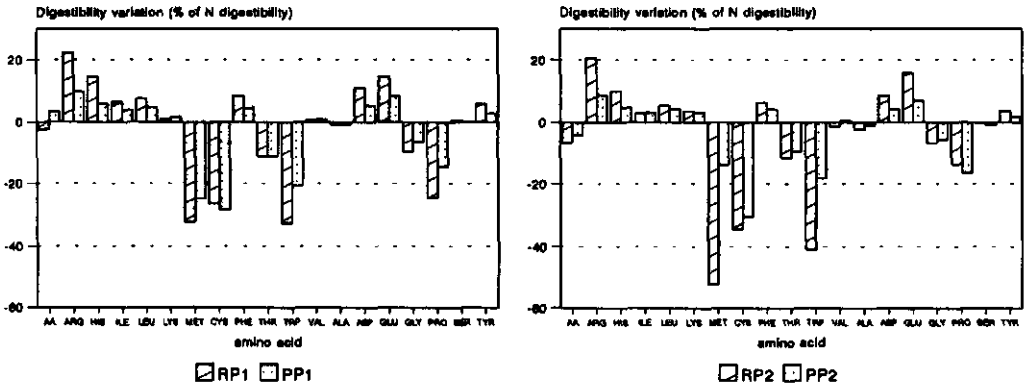 Digestibility variation (% of N digestibility)
20
0
-20
-40
-60
AA ARG HIS ILE LEU LYS MET CYS PHE THR TRP VAL ALA ASP GLU GLY PRO SER TYR
amino acid
RP1 PP1
Digestibility variation (% of N digestibility)
20
0
-20
-40
-60
AA ARG HIS ILE LEU LYS MET CYS PHE THR TRP VAL ALA ASP GLU GLY PRO SER TYR
amino acid
RP2 PP2